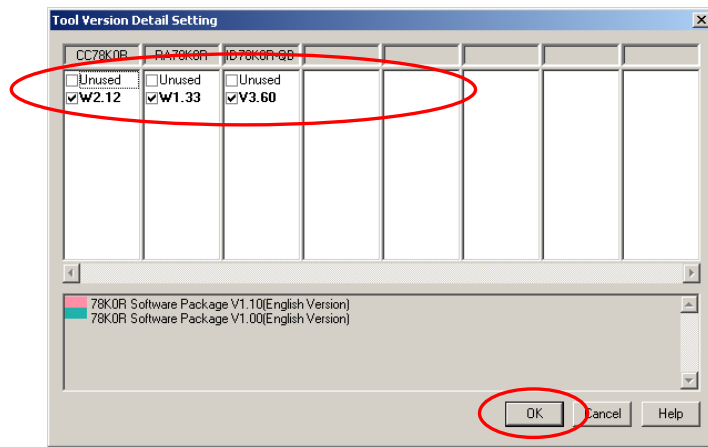 Tool Version Detail Setting
CC78K0R RA78K0R ID78K0R-QB
Unused Unused Unused
W2.12 W1.33 V3.60
78K0R Software Package V1.10(English Version)
78K0R Software Package V1.00(English Version)
OK Cancel Help